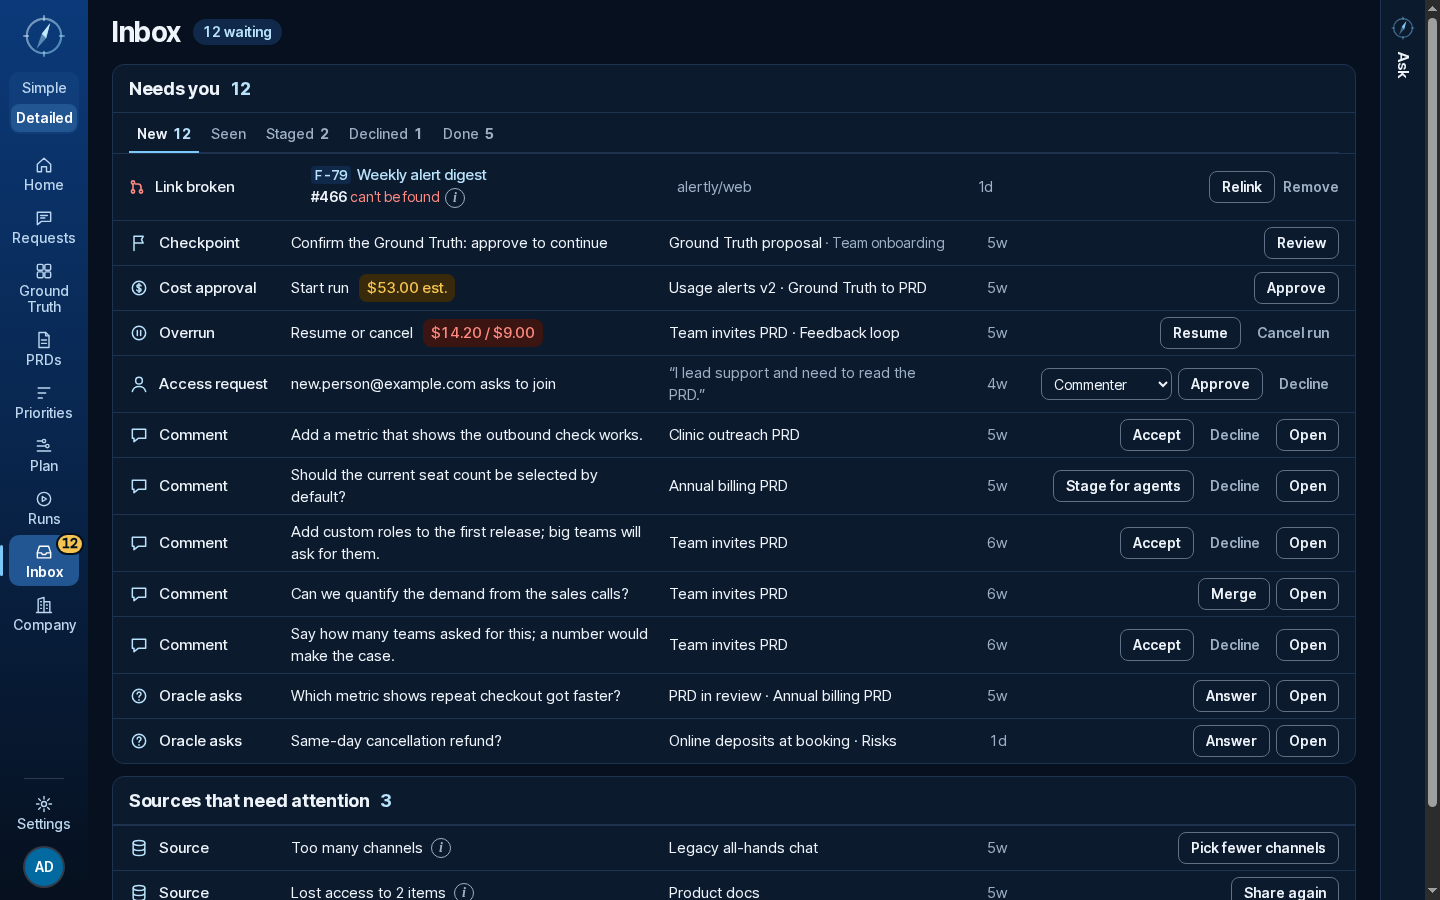 Inbox
12 waiting
Ask
Simple
Detailed
Home
Requests
Ground
Truth
PRDs
Priorities
Plan
Runs
12
Inbox
Company
Settings
AD
Needs you 12
New 12 Seen Staged 2 Declined 1 Done 5
Link broken
F-79 Weekly alert digest
#466 can't be found i
alertly/web
1d
Relink Remove
Checkpoint
Confirm the Ground Truth: approve to continue
Ground Truth proposal · Team onboarding
5w
Review
Cost approval
Start run $53.00 est.
Usage alerts v2 · Ground Truth to PRD
5w
Approve
Overrun
Resume or cancel $14.20 / $9.00
Team invites PRD · Feedback loop
5w
Resume Cancel run
Access request
new.person@example.com asks to join
“I lead support and need to read the
PRD.”
4w
Commenter Approve Decline
Comment
Add a metric that shows the outbound check works.
Clinic outreach PRD
5w
Accept Decline Open
Comment
Should the current seat count be selected by
default?
Annual billing PRD
5w
Stage for agents Decline Open
Comment
Add custom roles to the first release; big teams will
ask for them.
Team invites PRD
6w
Accept Decline Open
Comment
Can we quantify the demand from the sales calls?
Team invites PRD
6w
Merge Open
Comment
Say how many teams asked for this; a number would
make the case.
Team invites PRD
6w
Accept Decline Open
Oracle asks
Which metric shows repeat checkout got faster?
PRD in review · Annual billing PRD
5w
Answer Open
Oracle asks
Same-day cancellation refund?
Online deposits at booking · Risks
1d
Answer Open
Sources that need attention 3
Source
Too many channels i
Legacy all-hands chat
5w
Pick fewer channels
Source
Lost access to 2 items i
Product docs
5w
Share again